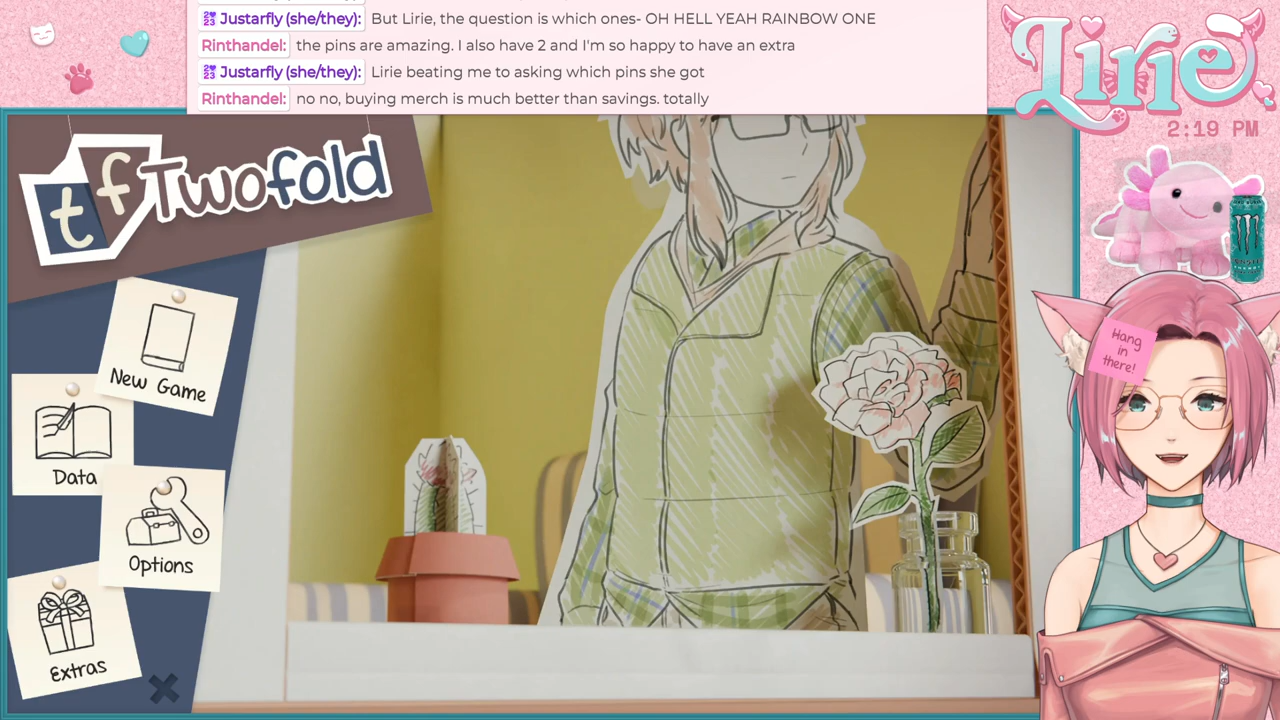 Justarfly (she/they): But Lirie, the question is which ones- OH HELL YEAH RAINBOW ONE
Rinthandel: the pins are amazing. I also have 2 and I'm so happy to have an extra
Justarfly (she/they): Lirie beating me to asking which pins she got
Rinthandel: no no, buying merch is much better than savings. totally
Lirie
2:19 PM
tf Twofold
New Game
Data
Options
Extras
Hang
in
there!